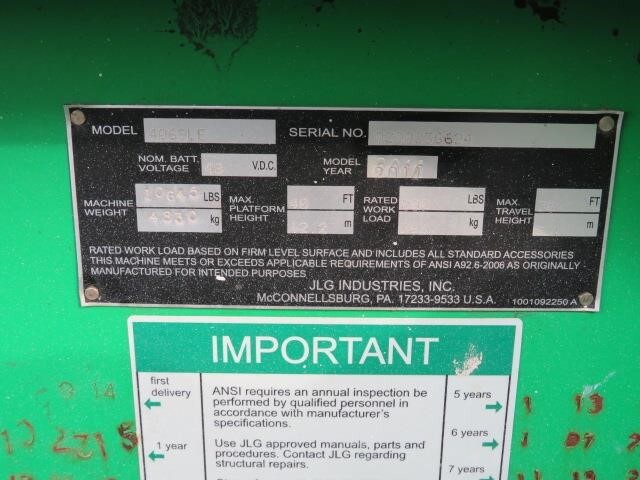 MODEL SERIAL NO.
NOM. BATT. VOLTAGE 48 V.D.C. MODEL YEAR
MACHINE WEIGHT LBS MAX. PLATFORM HEIGHT FT RATED WORK LOAD LBS MAX. TRAVEL HEIGHT FT
4830 kg 12.2 m kg m
RATED WORK LOAD BASED ON FIRM LEVEL SURFACE AND INCLUDES ALL STANDARD ACCESSORIES
THIS MACHINE MEETS OR EXCEEDS APPLICABLE REQUIREMENTS OF ANSI A92.6-2006 AS ORIGINALLY
MANUFACTURED FOR INTENDED PURPOSES
JLG INDUSTRIES, INC.
McCONNELLSBURG, PA. 17233-9533 U.S.A. 1001092250 A
IMPORTANT
first delivery
1 year
ANSI requires an annual inspection be
performed by qualified personnel in
accordance with manufacturer's
specifications.
Use JLG approved manuals, parts and
procedures. Contact JLG regarding
structural repairs.
5 years
6 years
7 years